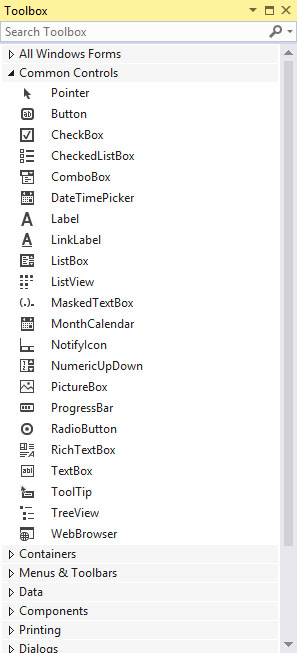 Toolbox
Search Toolbox
All Windows Forms
Common Controls
Pointer
Button
CheckBox
CheckedListBox
ComboBox
DateTimePicker
Label
LinkLabel
ListBox
ListView
MaskedTextBox
MonthCalendar
NotifyIcon
NumericUpDown
PictureBox
ProgressBar
RadioButton
RichTextBox
TextBox
ToolTip
TreeView
WebBrowser
Containers
Menus & Toolbars
Data
Components
Printing
Dialogs